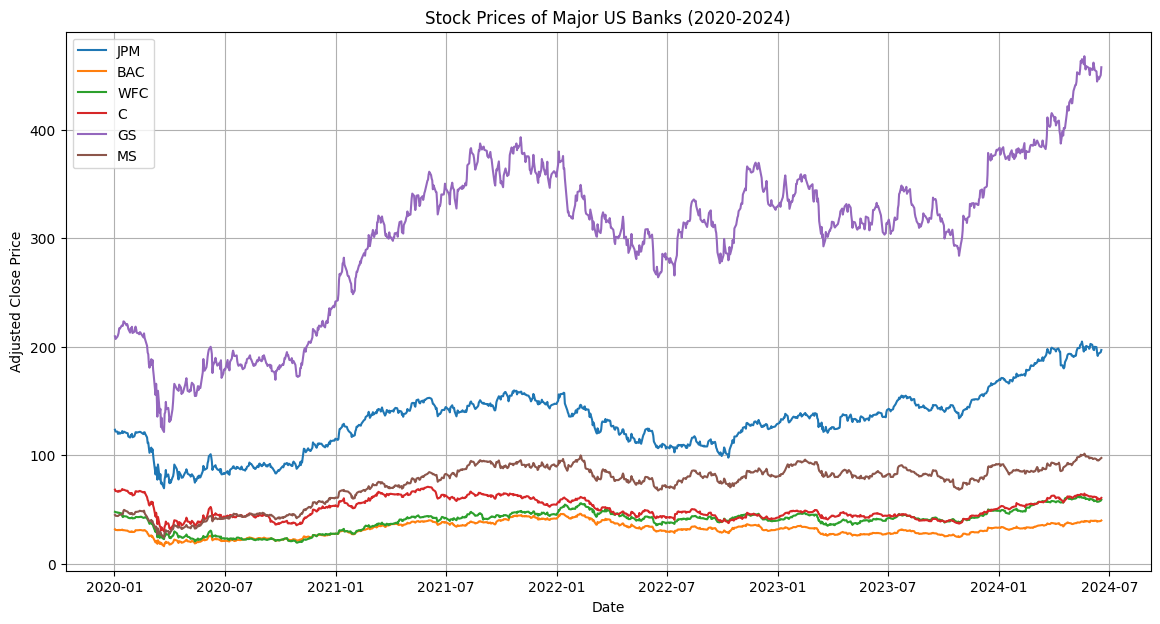 Stock Prices of Major US Banks (2020-2024)
JPM
BAC
WFC
C
GS
MS
Adjusted Close Price
400
300
200
100
0
2020-01 2020-07 2021-01 2021-07 2022-01 2022-07 2023-01 2023-07 2024-01 2024-07
Date